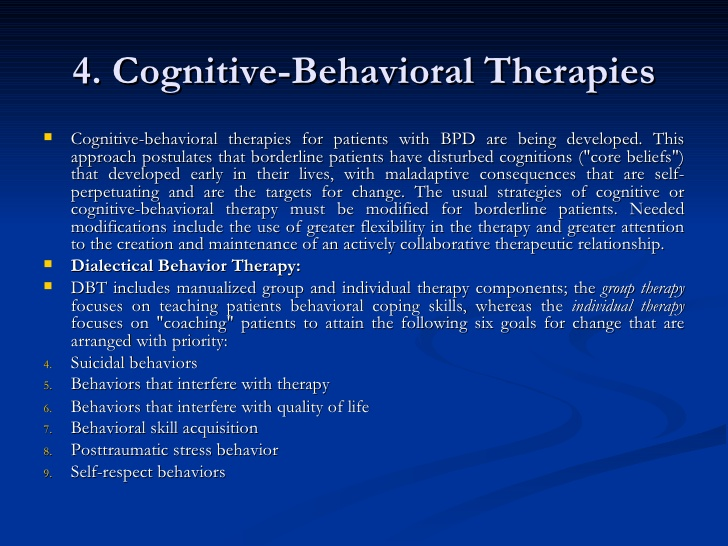 4. Cognitive-Behavioral Therapies
Cognitive-behavioral therapies for patients with BPD are being developed. This
approach postulates that borderline patients have disturbed cognitions ("core beliefs")
that developed early in their lives, with maladaptive consequences that are self-
perpetuating and are the targets for change. The usual strategies of cognitive or
cognitive-behavioral therapy must be modified for borderline patients. Needed
modifications include the use of greater flexibility in the therapy and greater attention
to the creation and maintenance of an actively collaborative therapeutic relationship.
Dialectical Behavior Therapy:
DBT includes manualized group and individual therapy components; the group therapy
focuses on teaching patients behavioral coping skills, whereas the individual therapy
focuses on "coaching" patients to attain the following six goals for change that are
arranged with priority:
4. Suicidal behaviors
5. Behaviors that interfere with therapy
6. Behaviors that interfere with quality of life
7. Behavioral skill acquisition
8. Posttraumatic stress behavior
9. Self-respect behaviors